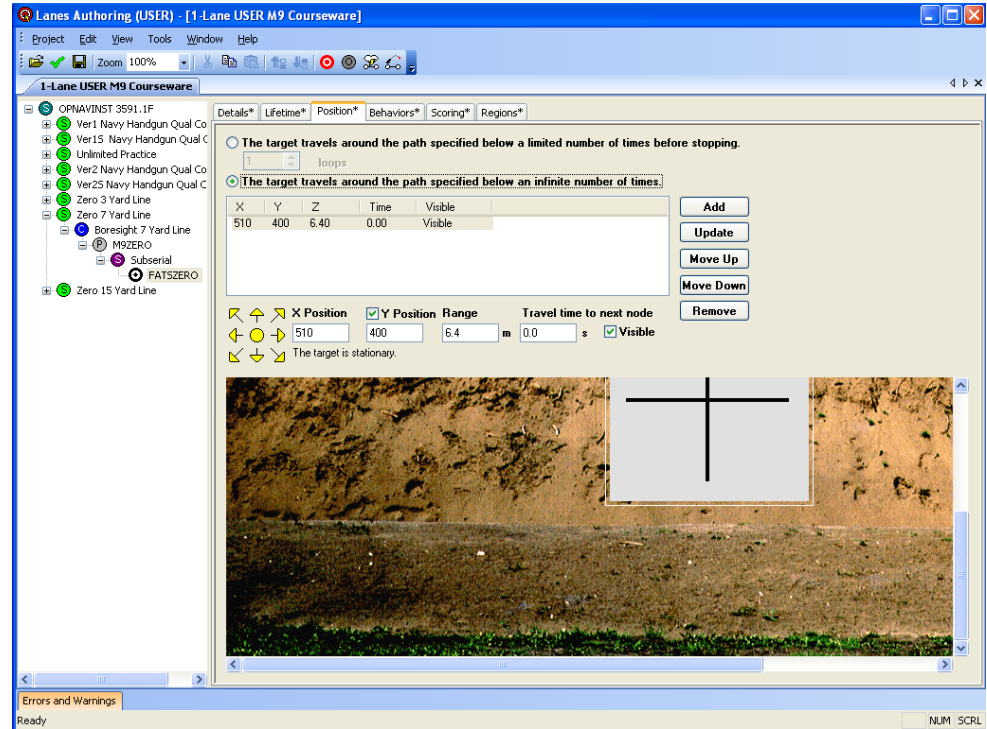 Lanes Authoring (USER) - [1-Lane USER M9 Courseware]
Project Edit View Tools Window Help
Zoom 100%
1-Lane USER M9 Courseware
OPNAVINST 3591.1F
Ver1 Navy Handgun Qual Co
Ver1S Navy Handgun Qual C
Unlimited Practice
Ver2 Navy Handgun Qual Co
Ver2S Navy Handgun Qual C
Zero 3 Yard Line
Zero 7 Yard Line
Boresight 7 Yard Line
M9ZERO
Subserial
FATSZERO
Zero 15 Yard Line
Details* Lifetime* Position* Behaviors* Scoring* Regions*
The target travels around the path specified below a limited number of times before stopping.
1 loops
The target travels around the path specified below an infinite number of times.
X Y Z Time Visible
510 400 6.40 0.00 Visible
Add
Update
Move Up
Move Down
Remove
X Position Y Position Range Travel time to next node
510 400 6.4 m 0.0 s Visible
The target is stationary.
Errors and Warnings
Ready NUM SCRL